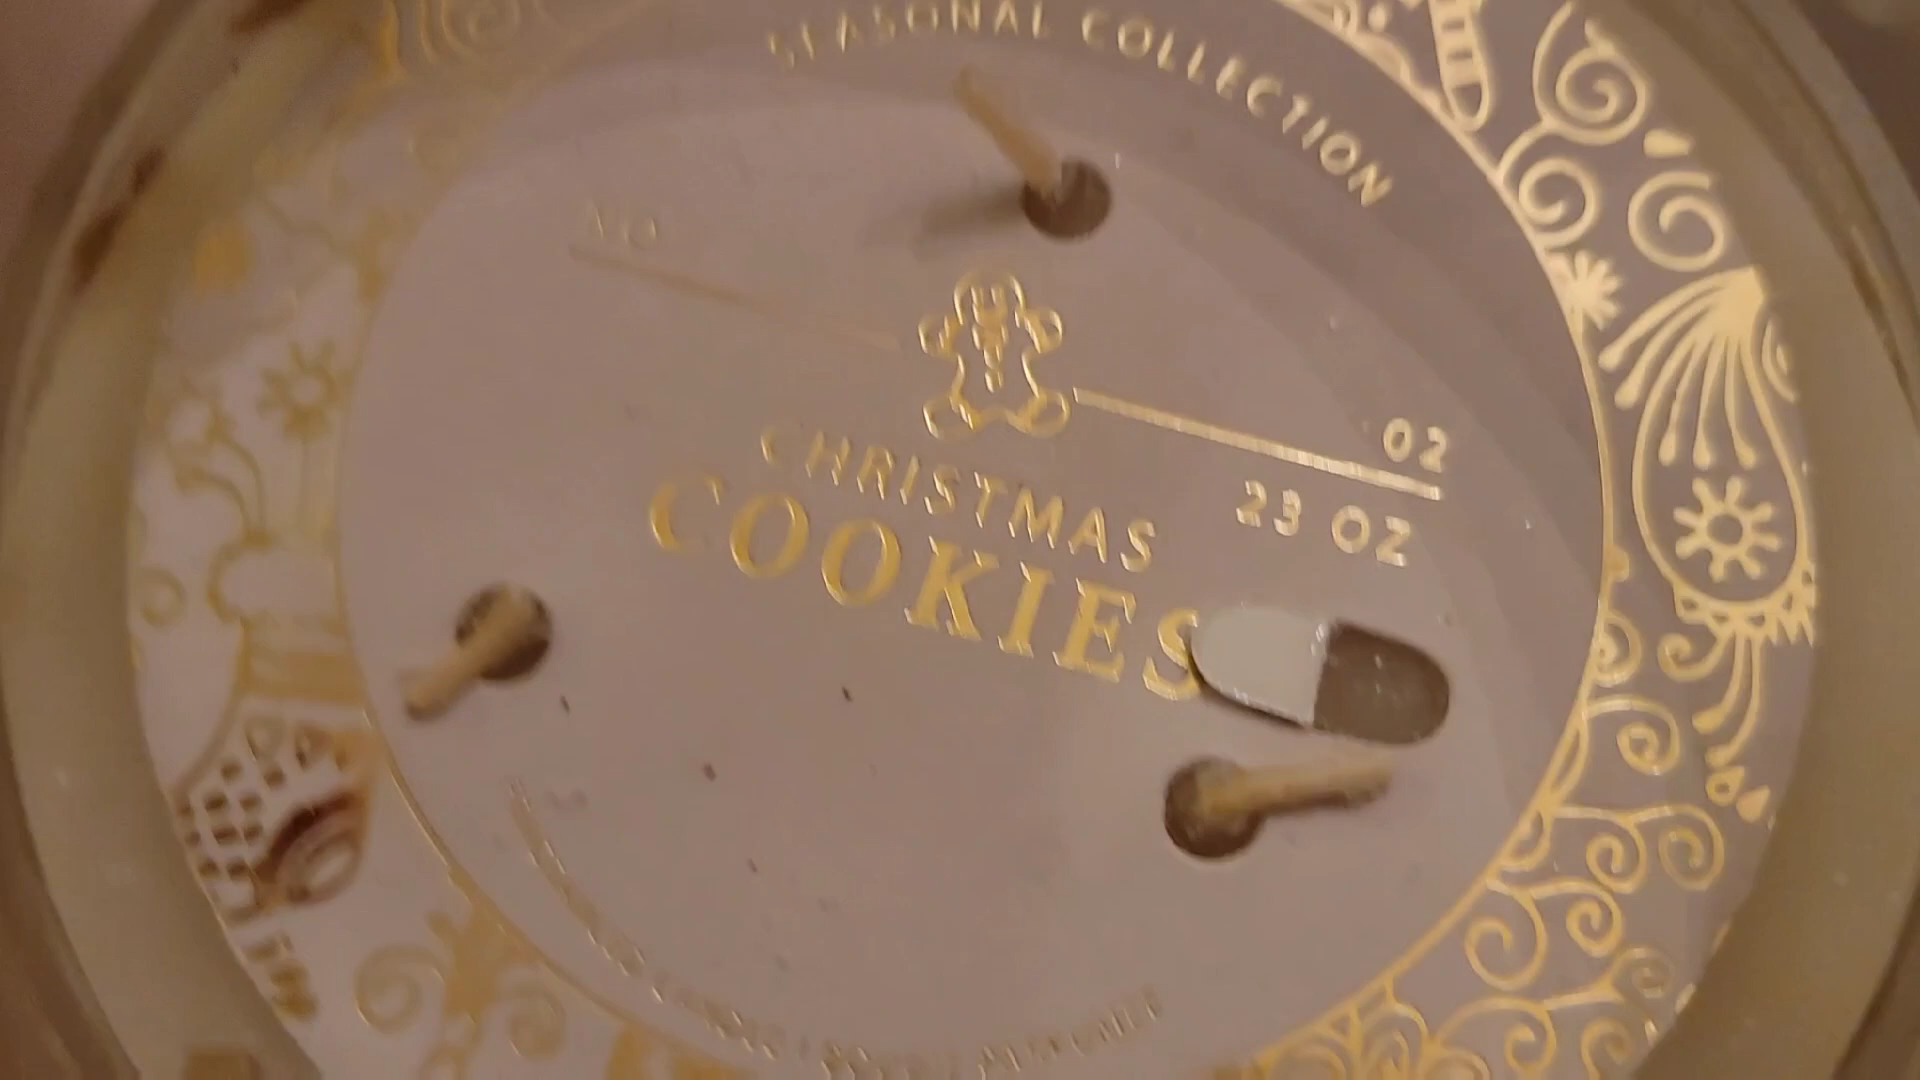 SEASONAL COLLECTION
NO
02
23 OZ
CHRISTMAS
COOKIES